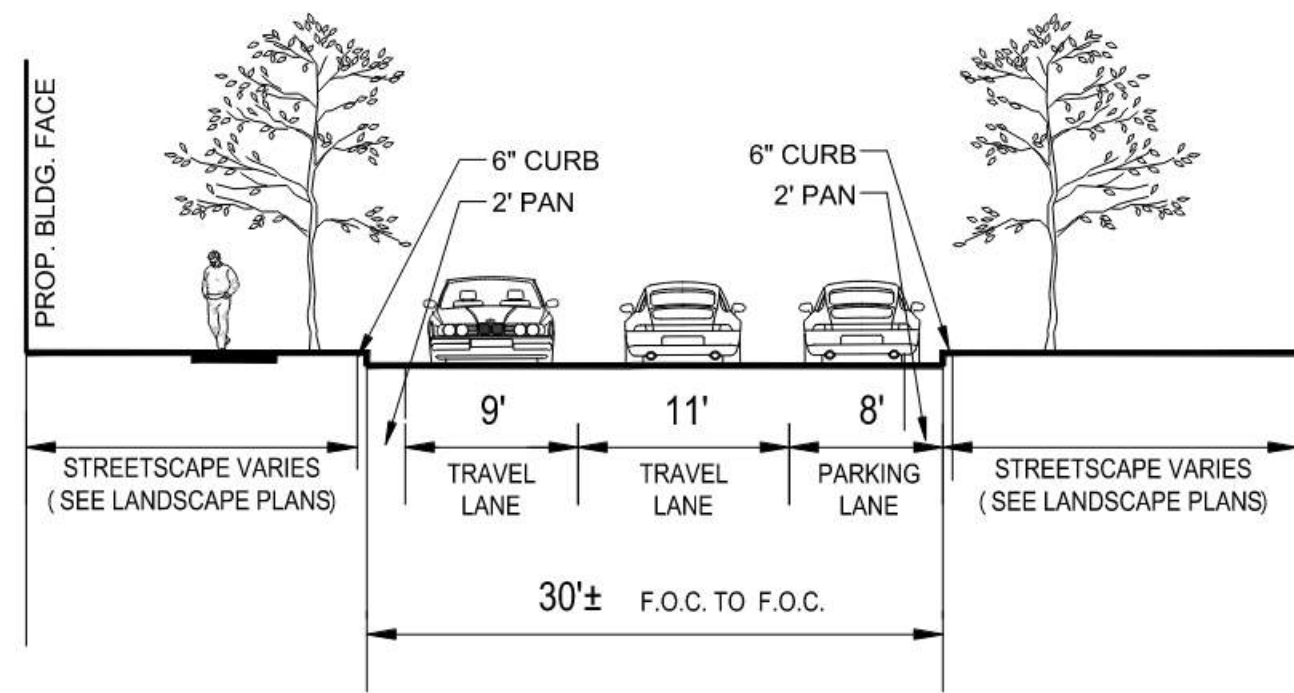 PROP. BLDG. FACE
6" CURB
2' PAN
6" CURB
2' PAN
9'
11'
8'
TRAVEL
LANE
TRAVEL
LANE
PARKING
LANE
STREETSCAPE VARIES
( SEE LANDSCAPE PLANS)
STREETSCAPE VARIES
( SEE LANDSCAPE PLANS)
30'± F.O.C. TO F.O.C.